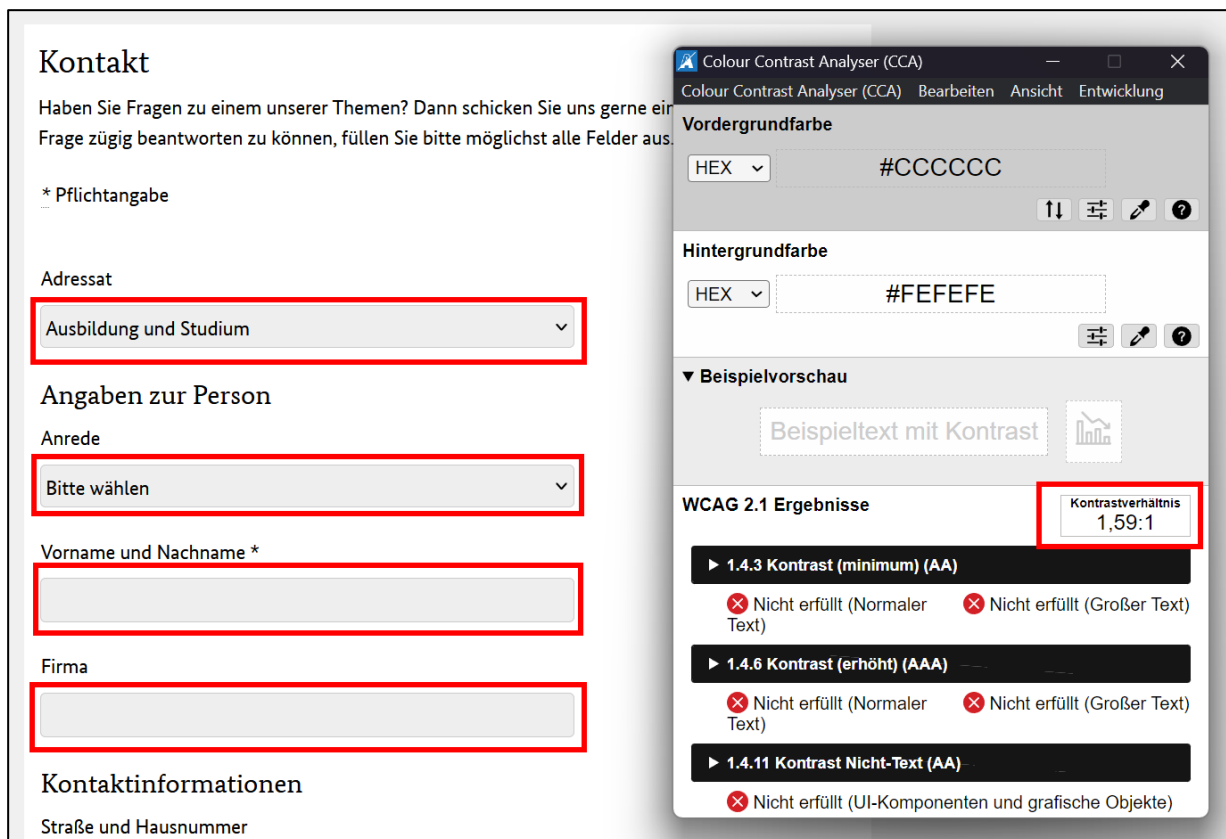 Kontakt
Haben Sie Fragen zu einem unserer Themen? Dann schicken Sie uns gerne ein
Frage zügig beantworten zu können, füllen Sie bitte möglichst alle Felder aus.
* Pflichtangabe
Adressat
Ausbildung und Studium
Angaben zur Person
Anrede
Bitte wählen
Vorname und Nachname *
Firma
Kontaktinformationen
Straße und Hausnummer
Colour Contrast Analyser (CCA)
Colour Contrast Analyser (CCA) Bearbeiten Ansicht Entwicklung
Vordergrundfarbe
HEX #CCCCCC
Hintergrundfarbe
HEX #FEFEFE
▼ Beispielvorschau
Beispieltext mit Kontrast
WCAG 2.1 Ergebnisse
Kontrastverhältnis
1,59:1
▶ 1.4.3 Kontrast (minimum) (AA)
Nicht erfüllt (Normaler Text)
Nicht erfüllt (Großer Text)
▶ 1.4.6 Kontrast (erhöht) (AAA)
Nicht erfüllt (Normaler Text)
Nicht erfüllt (Großer Text)
▶ 1.4.11 Kontrast Nicht-Text (AA)
Nicht erfüllt (UI-Komponenten und grafische Objekte)